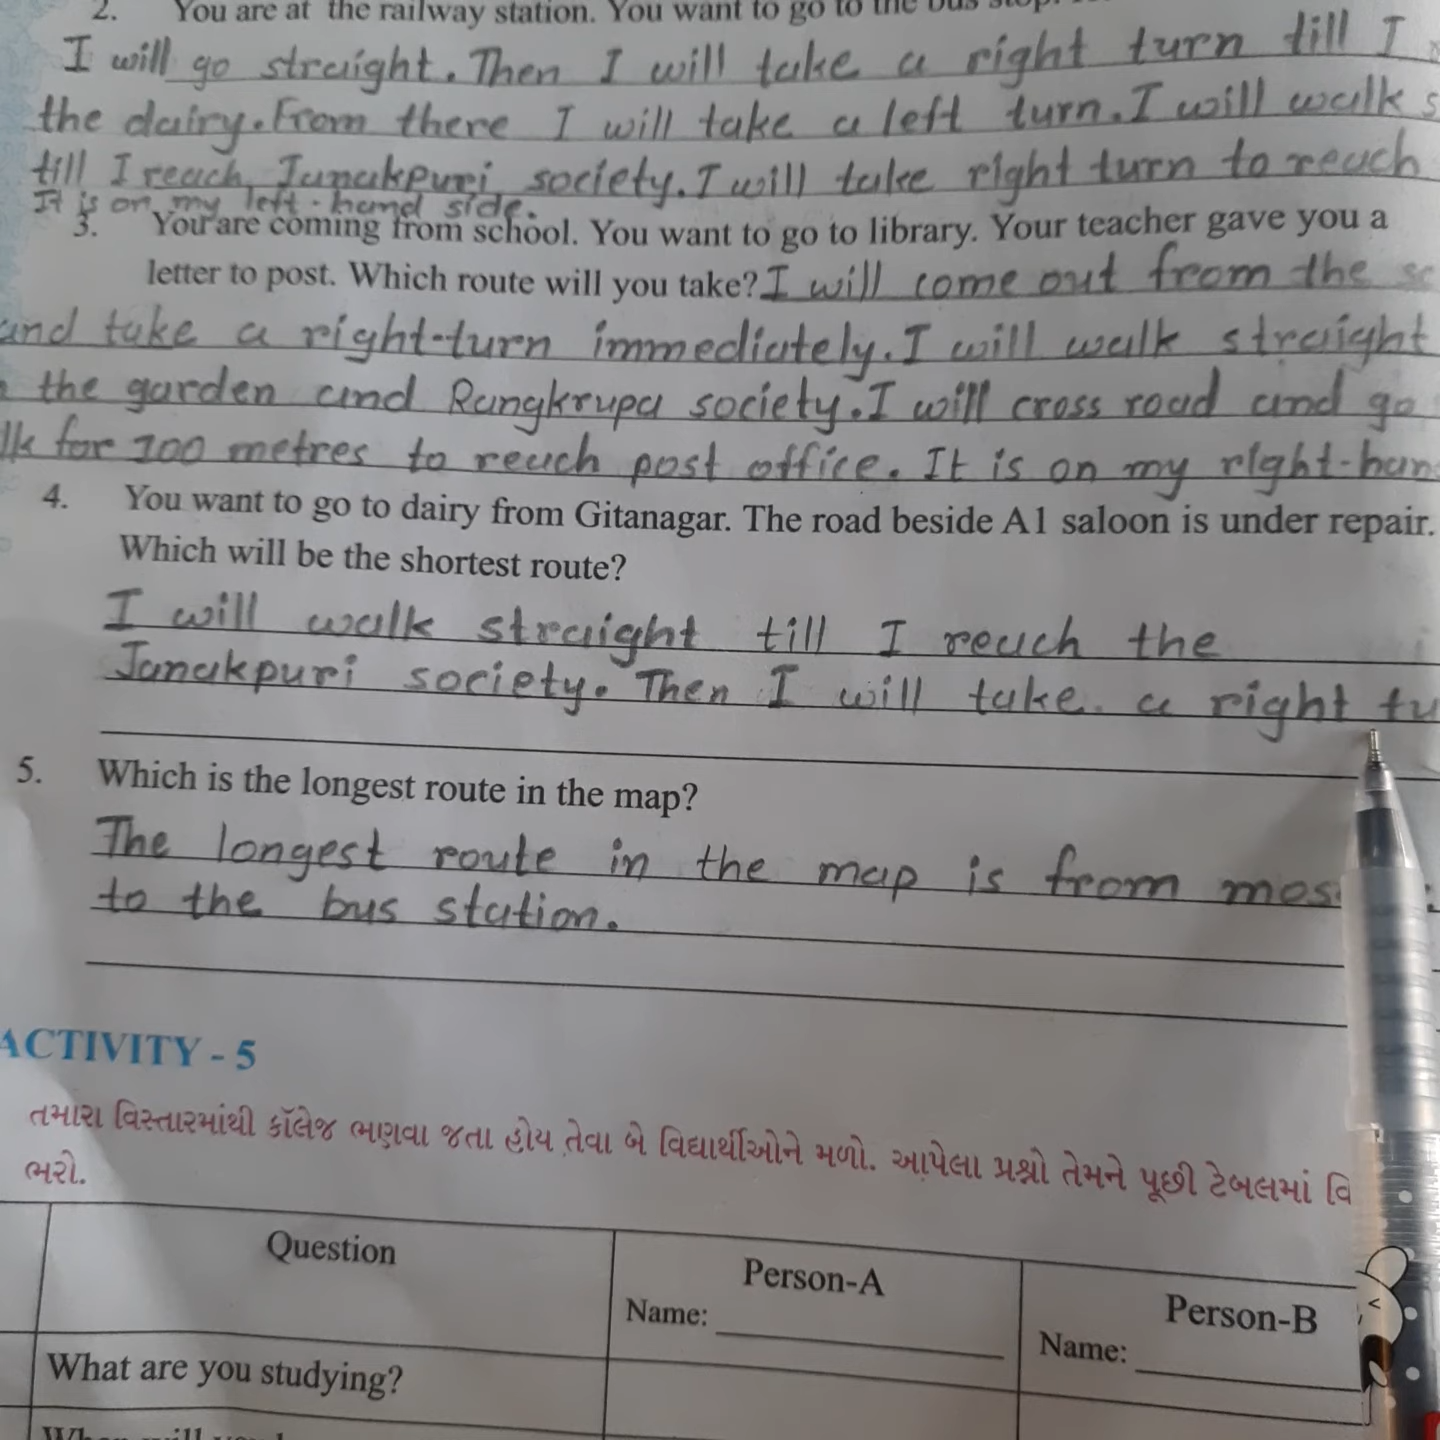 2. You are at the railway station. You want to go to the bus stop.
I will go straight. Then I will take a right turn till I
the dairy. From there I will take a left turn. I will walk
till I reach Janakpuri society. I will take right turn to reach
It is on my left-hand side.
3. You are coming from school. You want to go to library. Your teacher gave you a
letter to post. Which route will you take? I will come out from the
and take a right-turn immediately. I will walk straight
the garden and Rangkrupa society. I will cross road and go
for 100 metres to reach post office. It is on my right-han
4. You want to go to dairy from Gitanagar. The road beside A1 saloon is under repair.
Which will be the shortest route?
I will walk straight till I reach the
Janakpuri society. Then I will take a right tu
5. Which is the longest route in the map?
The longest route in the map is from mos
to the bus station.
ACTIVITY - 5
તમારા વિસ્તારમાંથી કૉલેજ ભણવા જતા હોય તેવા બે વિદ્યાર્થીઓને મળો. આપેલા પ્રશ્નો તેમને પૂછી ટેબલમાં વિ
ભરો.
Question
Person-A
Person-B
Name:
Name:
What are you studying?